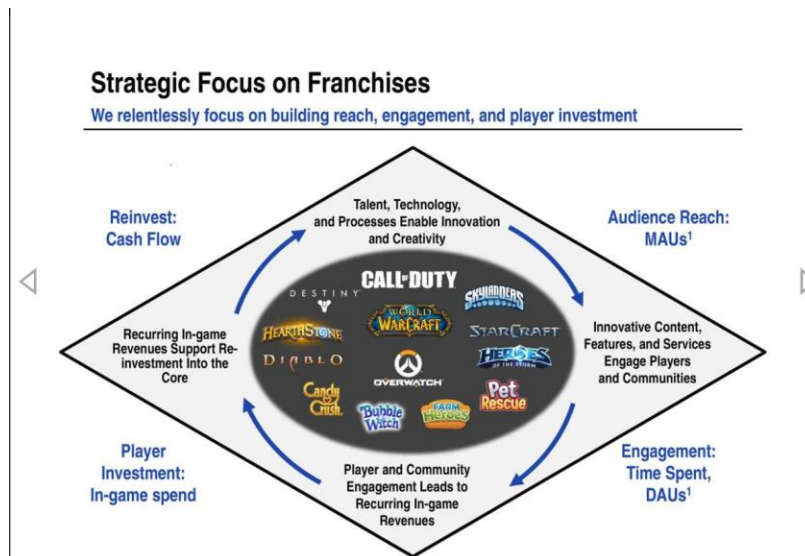 Strategic Focus on Franchises
We relentlessly focus on building reach, engagement, and player investment
Reinvest:
Cash Flow
Talent, Technology,
and Processes Enable Innovation
and Creativity
Audience Reach:
MAUs¹
DESTINY
CALL OF DUTY
SKYLANDERS
HEARTHSTONE
WORLD
OF
WARCRAFT
STARCRAFT
DIABLO
OVERWATCH
HEROES
OF THE STORM
Candy
Crush
Bubble
Witch
FARM
HEROES
Pet
Rescue
Recurring In-game
Revenues Support Re-
investment Into the
Core
Innovative Content,
Features, and Services
Engage Players
and Communities
Player
Investment:
In-game spend
Player and Community
Engagement Leads to
Recurring In-game
Revenues
Engagement:
Time Spent,
DAUs¹